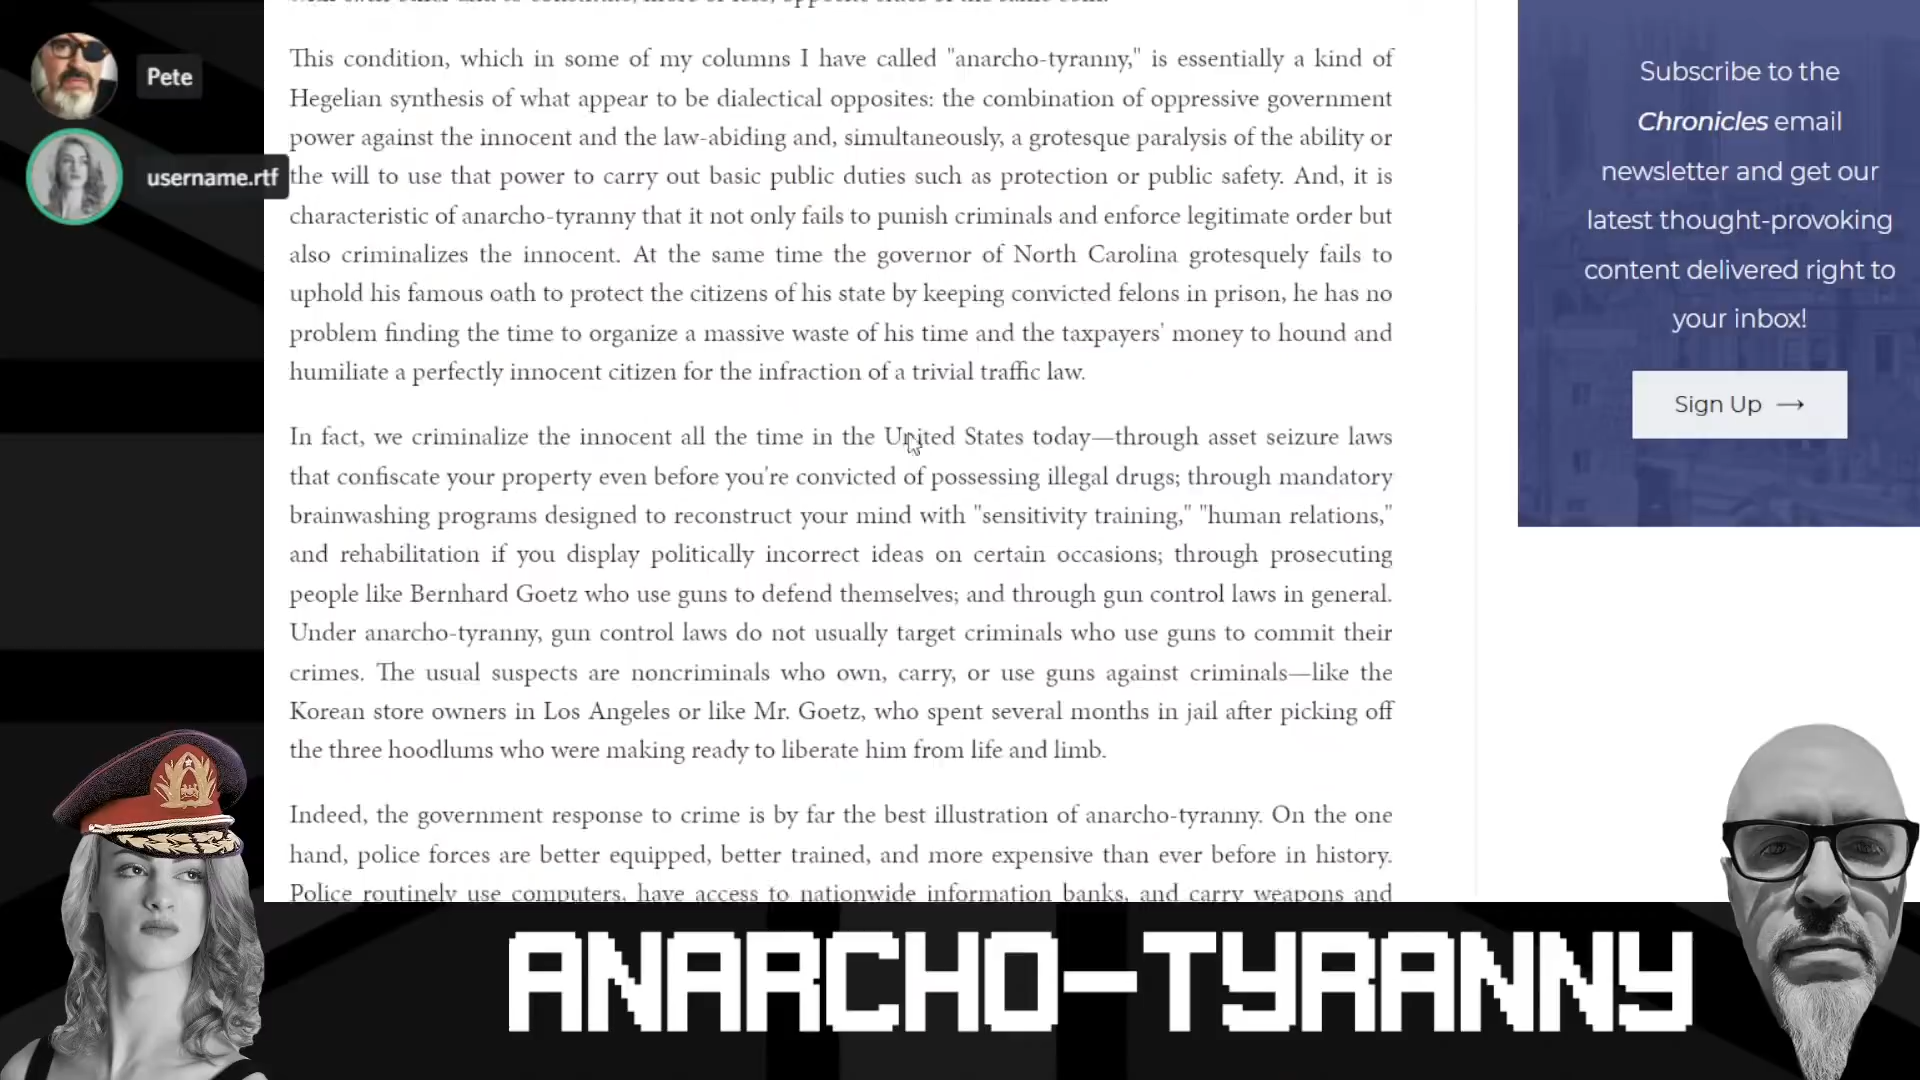 Pete
username.rtf
This condition, which in some of my columns I have called "anarcho-tyranny," is essentially a kind of
Hegelian synthesis of what appear to be dialectical opposites: the combination of oppressive government
power against the innocent and the law-abiding and, simultaneously, a grotesque paralysis of the ability or
the will to use that power to carry out basic public duties such as protection or public safety. And, it is
characteristic of anarcho-tyranny that it not only fails to punish criminals and enforce legitimate order but
also criminalizes the innocent. At the same time the governor of North Carolina grotesquely fails to
uphold his famous oath to protect the citizens of his state by keeping convicted felons in prison, he has no
problem finding the time to organize a massive waste of his time and the taxpayers' money to hound and
humiliate a perfectly innocent citizen for the infraction of a trivial traffic law.
In fact, we criminalize the innocent all the time in the United States today—through asset seizure laws
that confiscate your property even before you're convicted of possessing illegal drugs; through mandatory
brainwashing programs designed to reconstruct your mind with "sensitivity training," "human relations,"
and rehabilitation if you display politically incorrect ideas on certain occasions; through prosecuting
people like Bernhard Goetz who use guns to defend themselves; and through gun control laws in general.
Under anarcho-tyranny, gun control laws do not usually target criminals who use guns to commit their
crimes. The usual suspects are noncriminals who own, carry, or use guns against criminals—like the
Korean store owners in Los Angeles or like Mr. Goetz, who spent several months in jail after picking off
the three hoodlums who were making ready to liberate him from life and limb.
Indeed, the government response to crime is by far the best illustration of anarcho-tyranny. On the one
hand, police forces are better equipped, better trained, and more expensive than ever before in history.
Police routinely use computers, have access to nationwide information banks, and carry weapons and
Subscribe to the
Chronicles email
newsletter and get our
latest thought-provoking
content delivered right to
your inbox!
Sign Up →
ANARCHO-TYRANNY